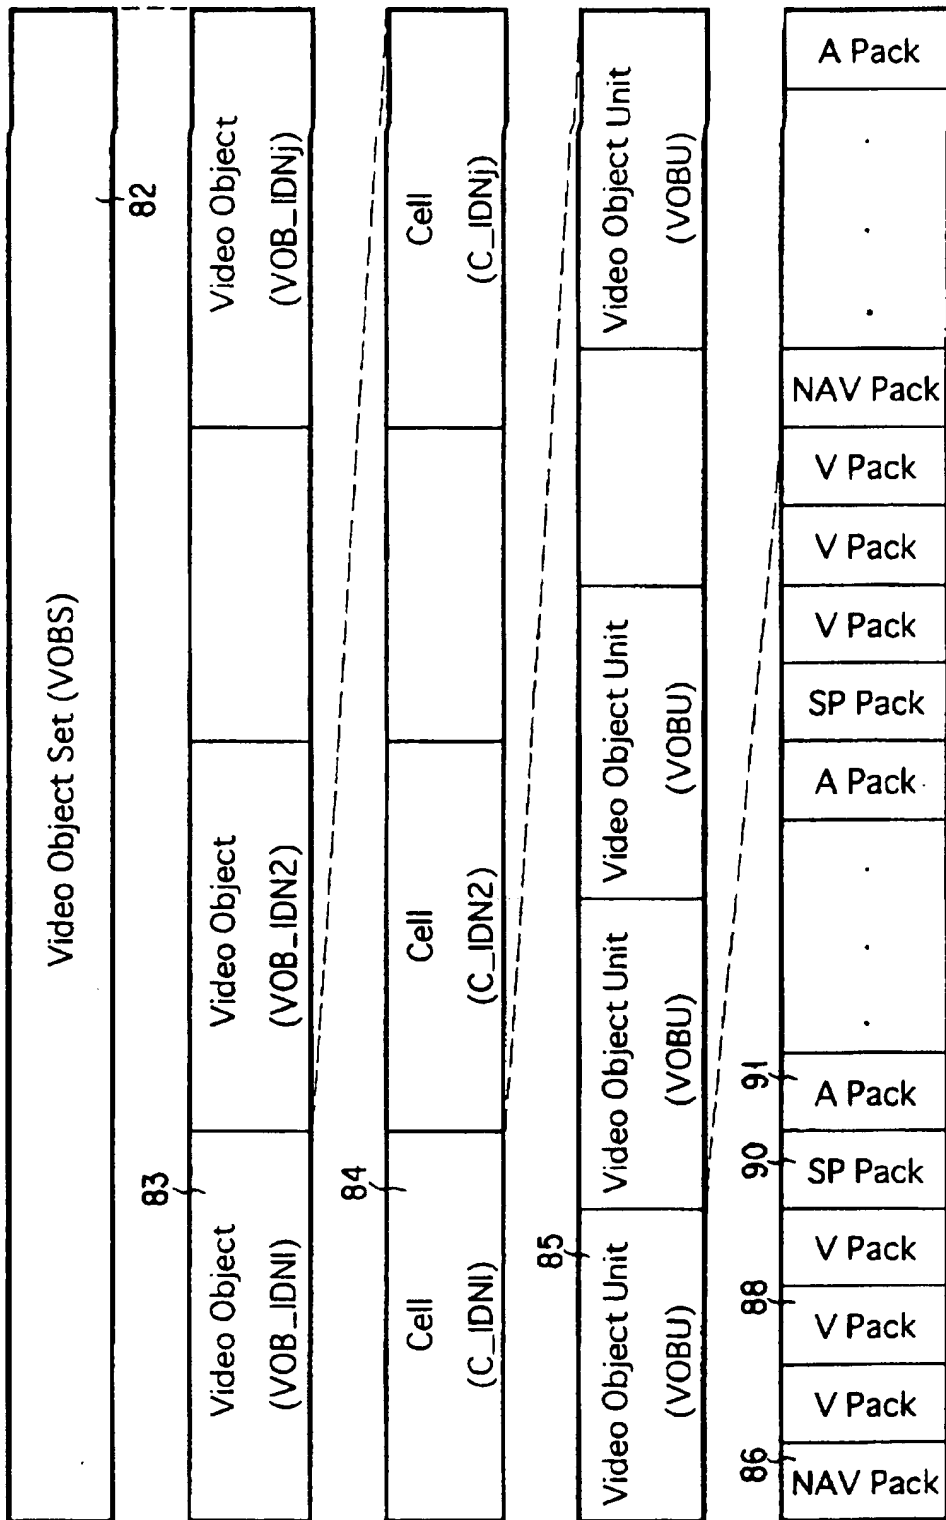 Video Object Set (VOBS)
82
83
Video Object
(VOB_IDN1)
Video Object
(VOB_IDN2)
Video Object
(VOB_IDNj)
84
Cell
(C_IDN1)
Cell
(C_IDN2)
Cell
(C_IDNj)
85
Video Object Unit
(VOBU)
Video Object Unit
(VOBU)
Video Object Unit
(VOBU)
Video Object Unit
(VOBU)
86
88
90
91
NAV Pack
V Pack
V Pack
V Pack
SP Pack
A Pack
. . .
A Pack
SP Pack
V Pack
V Pack
V Pack
NAV Pack
. . .
A Pack